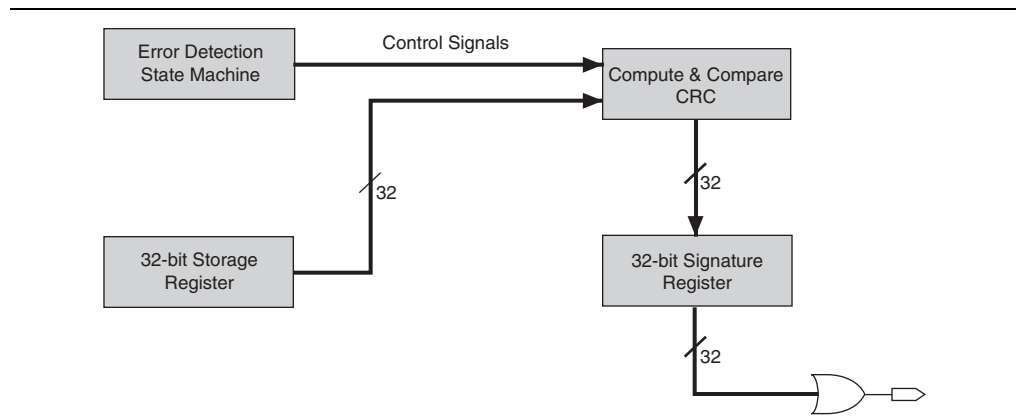 Error Detection
State Machine
Control Signals
Compute & Compare
CRC
32
32
32-bit Storage
Register
32-bit Signature
Register
32